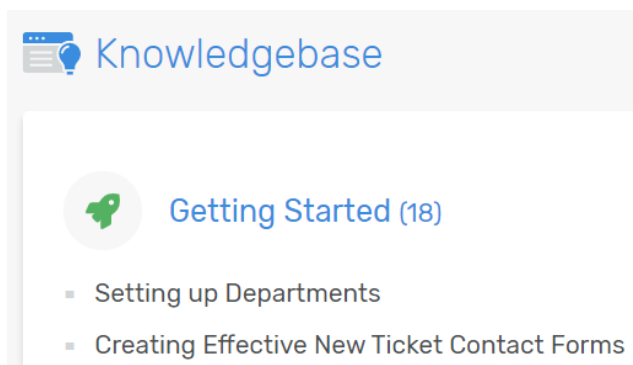 Knowledgebase
Getting Started (18)
Setting up Departments
Creating Effective New Ticket Contact Forms